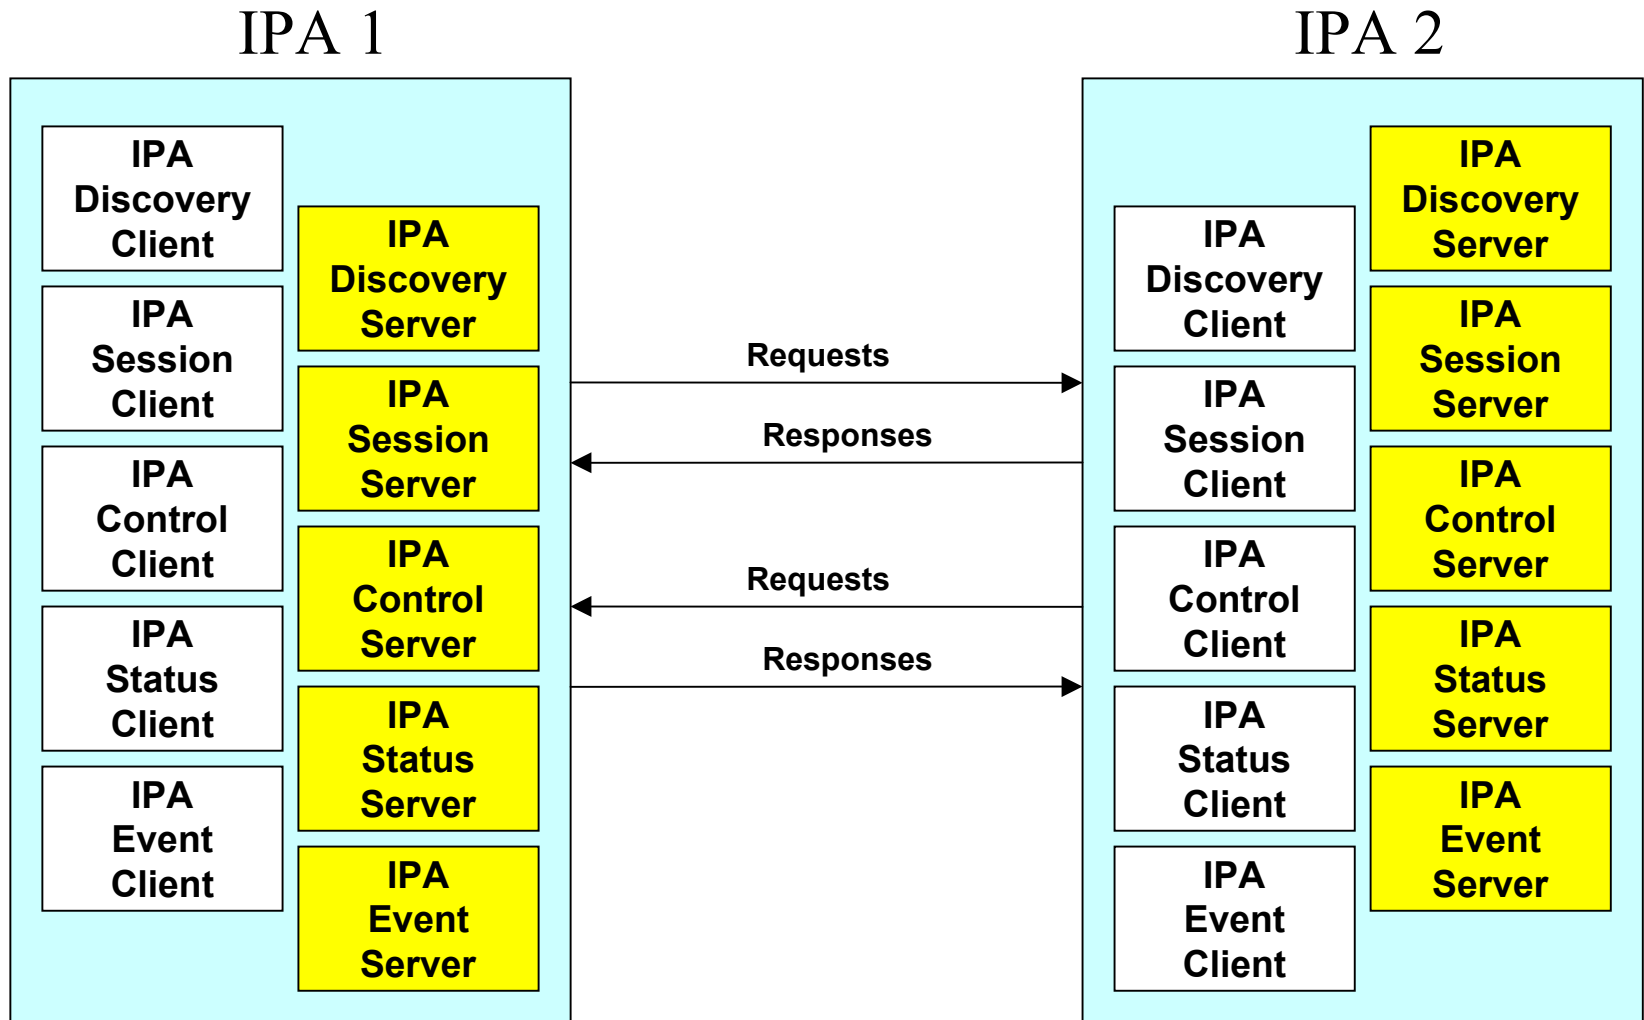 IPA 1
IPA 2
IPA
Discovery
Client
IPA
Session
Client
IPA
Control
Client
IPA
Status
Client
IPA
Event
Client
IPA
Discovery
Server
IPA
Session
Server
IPA
Control
Server
IPA
Status
Server
IPA
Event
Server
Requests
Responses
Requests
Responses
IPA
Discovery
Client
IPA
Session
Client
IPA
Control
Client
IPA
Status
Client
IPA
Event
Client
IPA
Discovery
Server
IPA
Session
Server
IPA
Control
Server
IPA
Status
Server
IPA
Event
Server